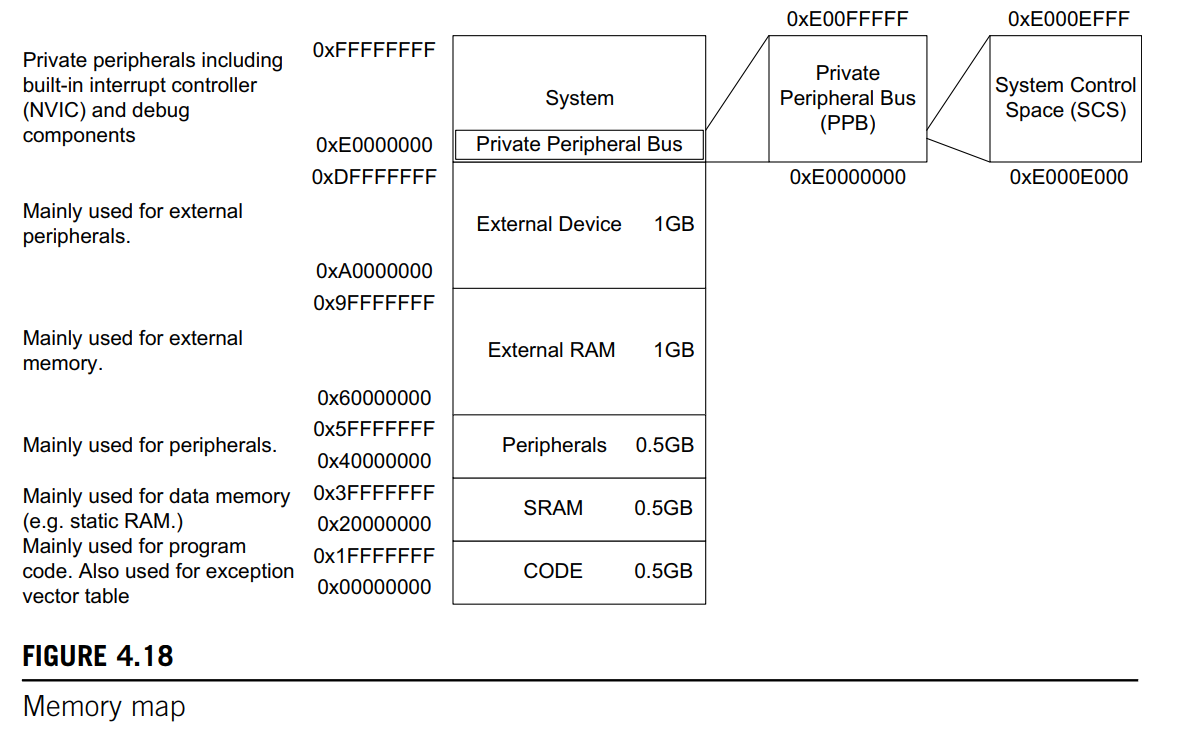 0xE00FFFFF
0xE000EFFF
Private peripherals including
built-in interrupt controller
(NVIC) and debug
components
0xFFFFFFFF
System
Private
Peripheral Bus
(PPB)
System Control
Space (SCS)
0xE0000000
Private Peripheral Bus
0xDFFFFFFF
0xE0000000
0xE000E000
Mainly used for external
peripherals.
External Device 1GB
0xA0000000
0x9FFFFFFF
Mainly used for external
memory.
External RAM 1GB
0x60000000
0x5FFFFFFF
Mainly used for peripherals.
Peripherals 0.5GB
0x40000000
Mainly used for data memory
(e.g. static RAM.)
0x3FFFFFFF
SRAM 0.5GB
0x20000000
Mainly used for program
code. Also used for exception
vector table
0x1FFFFFFF
CODE 0.5GB
0x00000000
FIGURE 4.18
Memory map